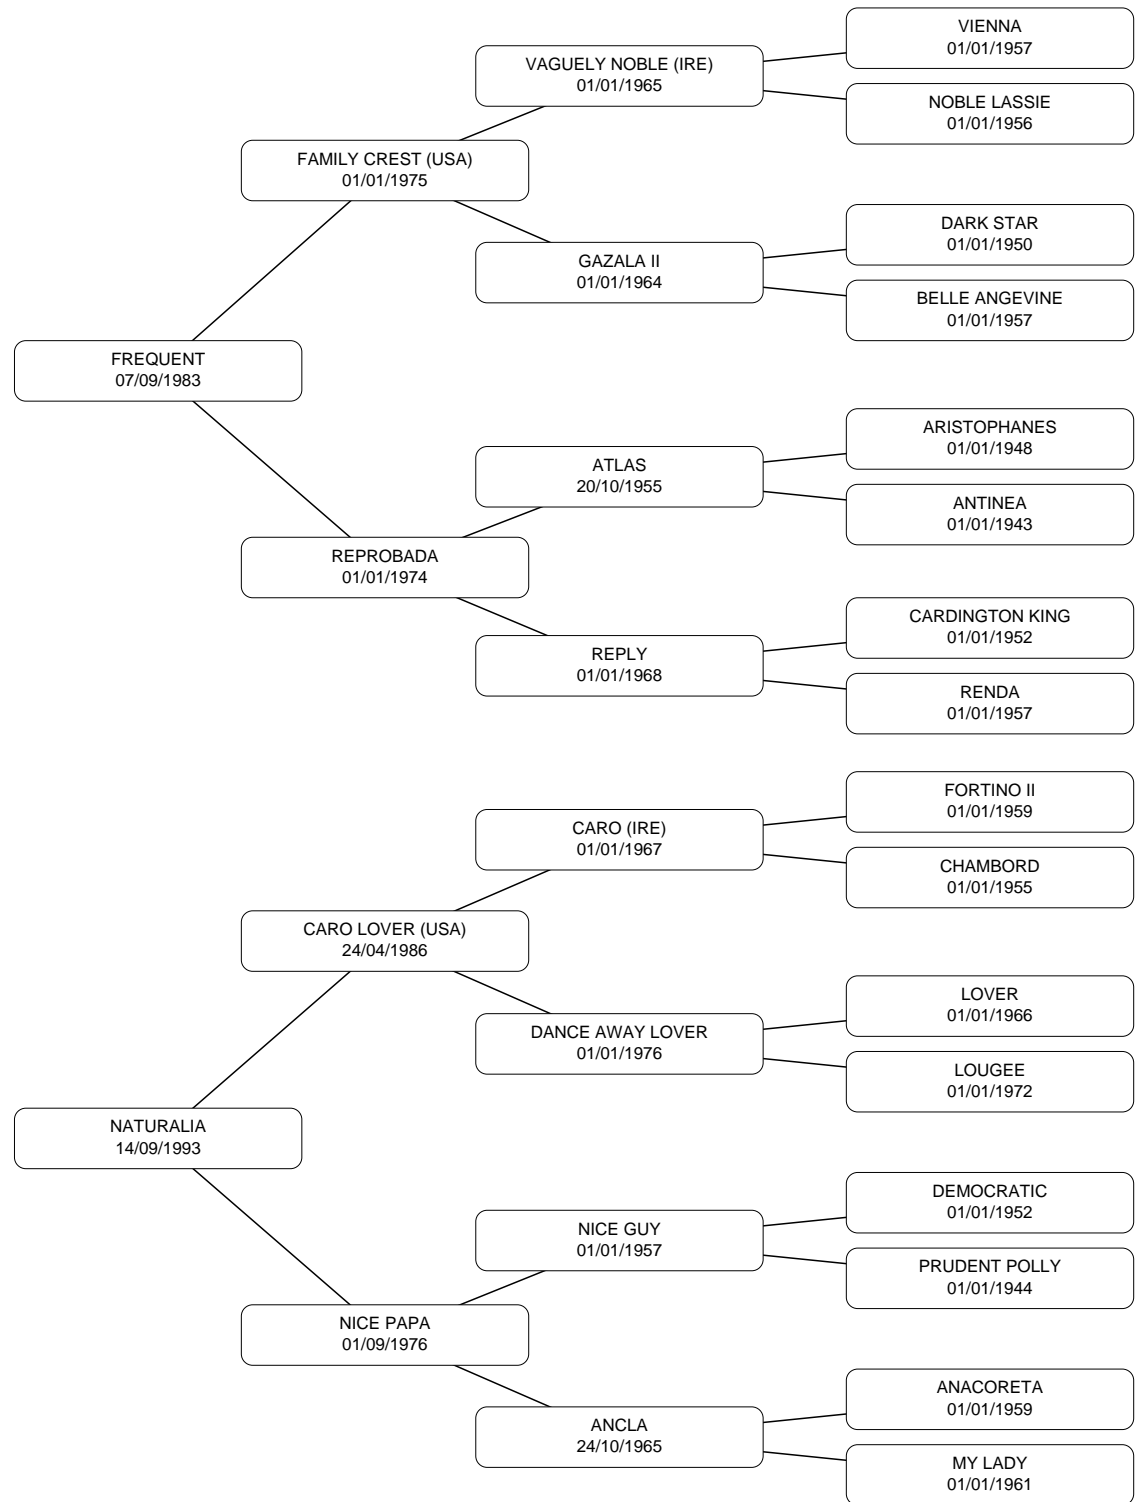 VIENNA
01/01/1957
VAGUELY NOBLE (IRE)
01/01/1965
NOBLE LASSIE
01/01/1956
FAMILY CREST (USA)
01/01/1975
DARK STAR
01/01/1950
GAZALA II
01/01/1964
BELLE ANGEVINE
01/01/1957
FREQUENT
07/09/1983
ARISTOPHANES
01/01/1948
ATLAS
20/10/1955
ANTINEA
01/01/1943
REPROBADA
01/01/1974
CARDINGTON KING
01/01/1952
REPLY
01/01/1968
RENDA
01/01/1957
FORTINO II
01/01/1959
CARO (IRE)
01/01/1967
CHAMBORD
01/01/1955
CARO LOVER (USA)
24/04/1986
LOVER
01/01/1966
DANCE AWAY LOVER
01/01/1976
LOUGEE
01/01/1972
NATURALIA
14/09/1993
DEMOCRATIC
01/01/1952
NICE GUY
01/01/1957
PRUDENT POLLY
01/01/1944
NICE PAPA
01/09/1976
ANACORETA
01/01/1959
ANCLA
24/10/1965
MY LADY
01/01/1961